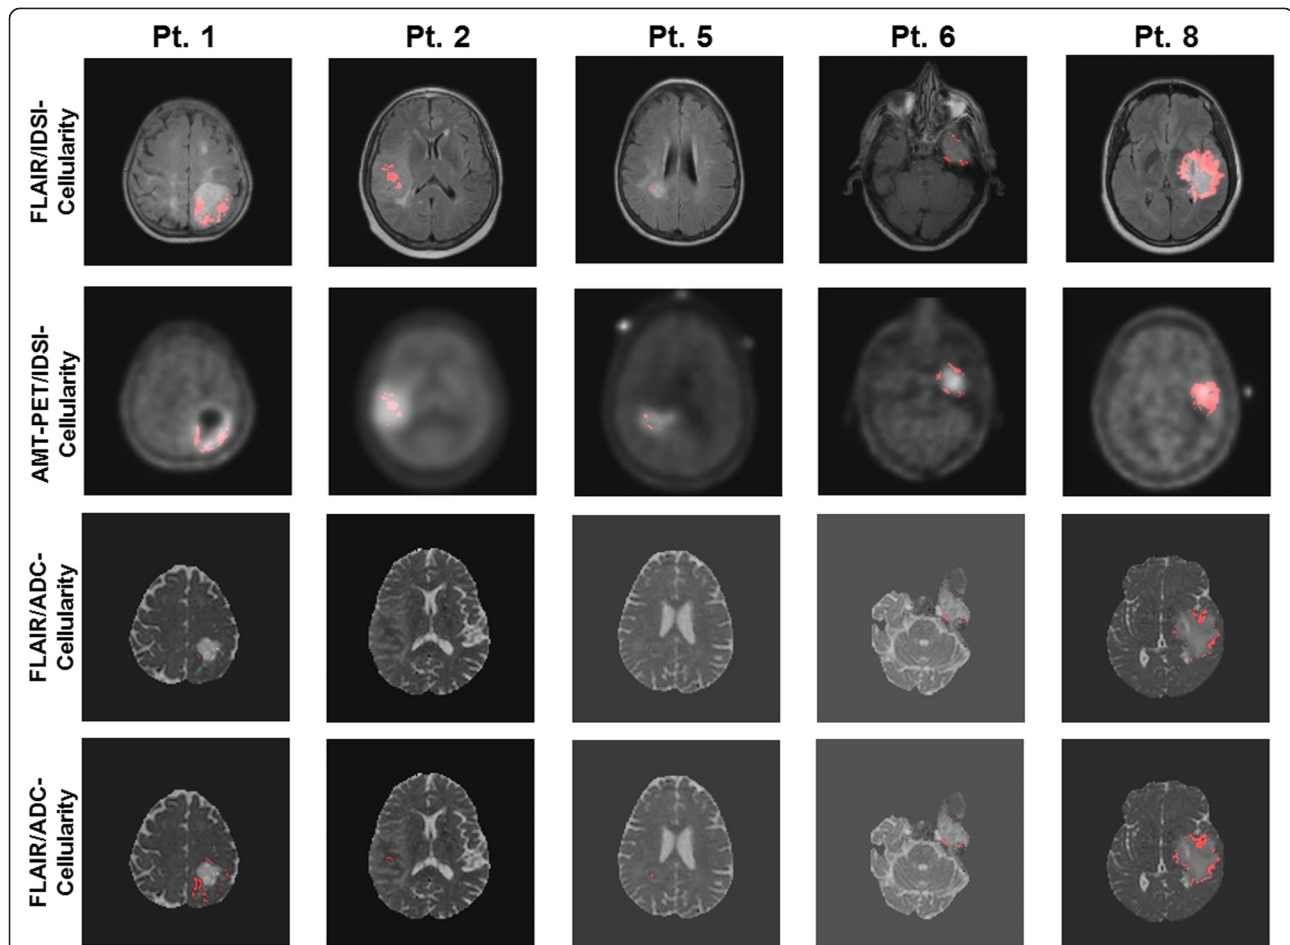 Pt. 1 Pt. 2 Pt. 5 Pt. 6 Pt. 8
FLAIR/IDSI-
Cellularity
AMT-PET/IDSI-
Cellularity
FLAIR/ADC-
Cellularity
FLAIR/ADC-
Cellularity